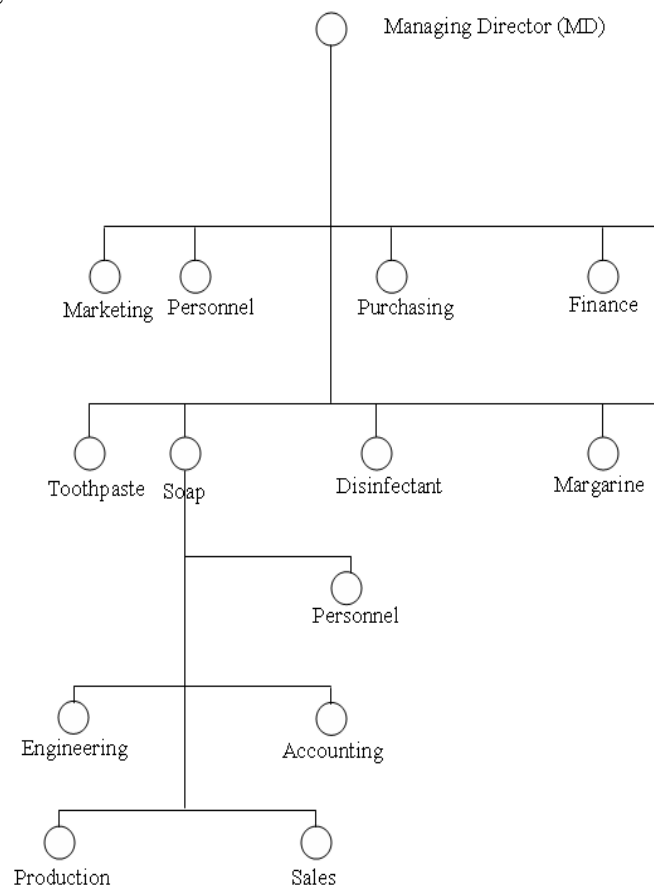 Managing Director (MD)
Marketing Personnel Purchasing Finance
Toothpaste Soap Disinfectant Margarine
Personnel
Engineering Accounting
Production Sales